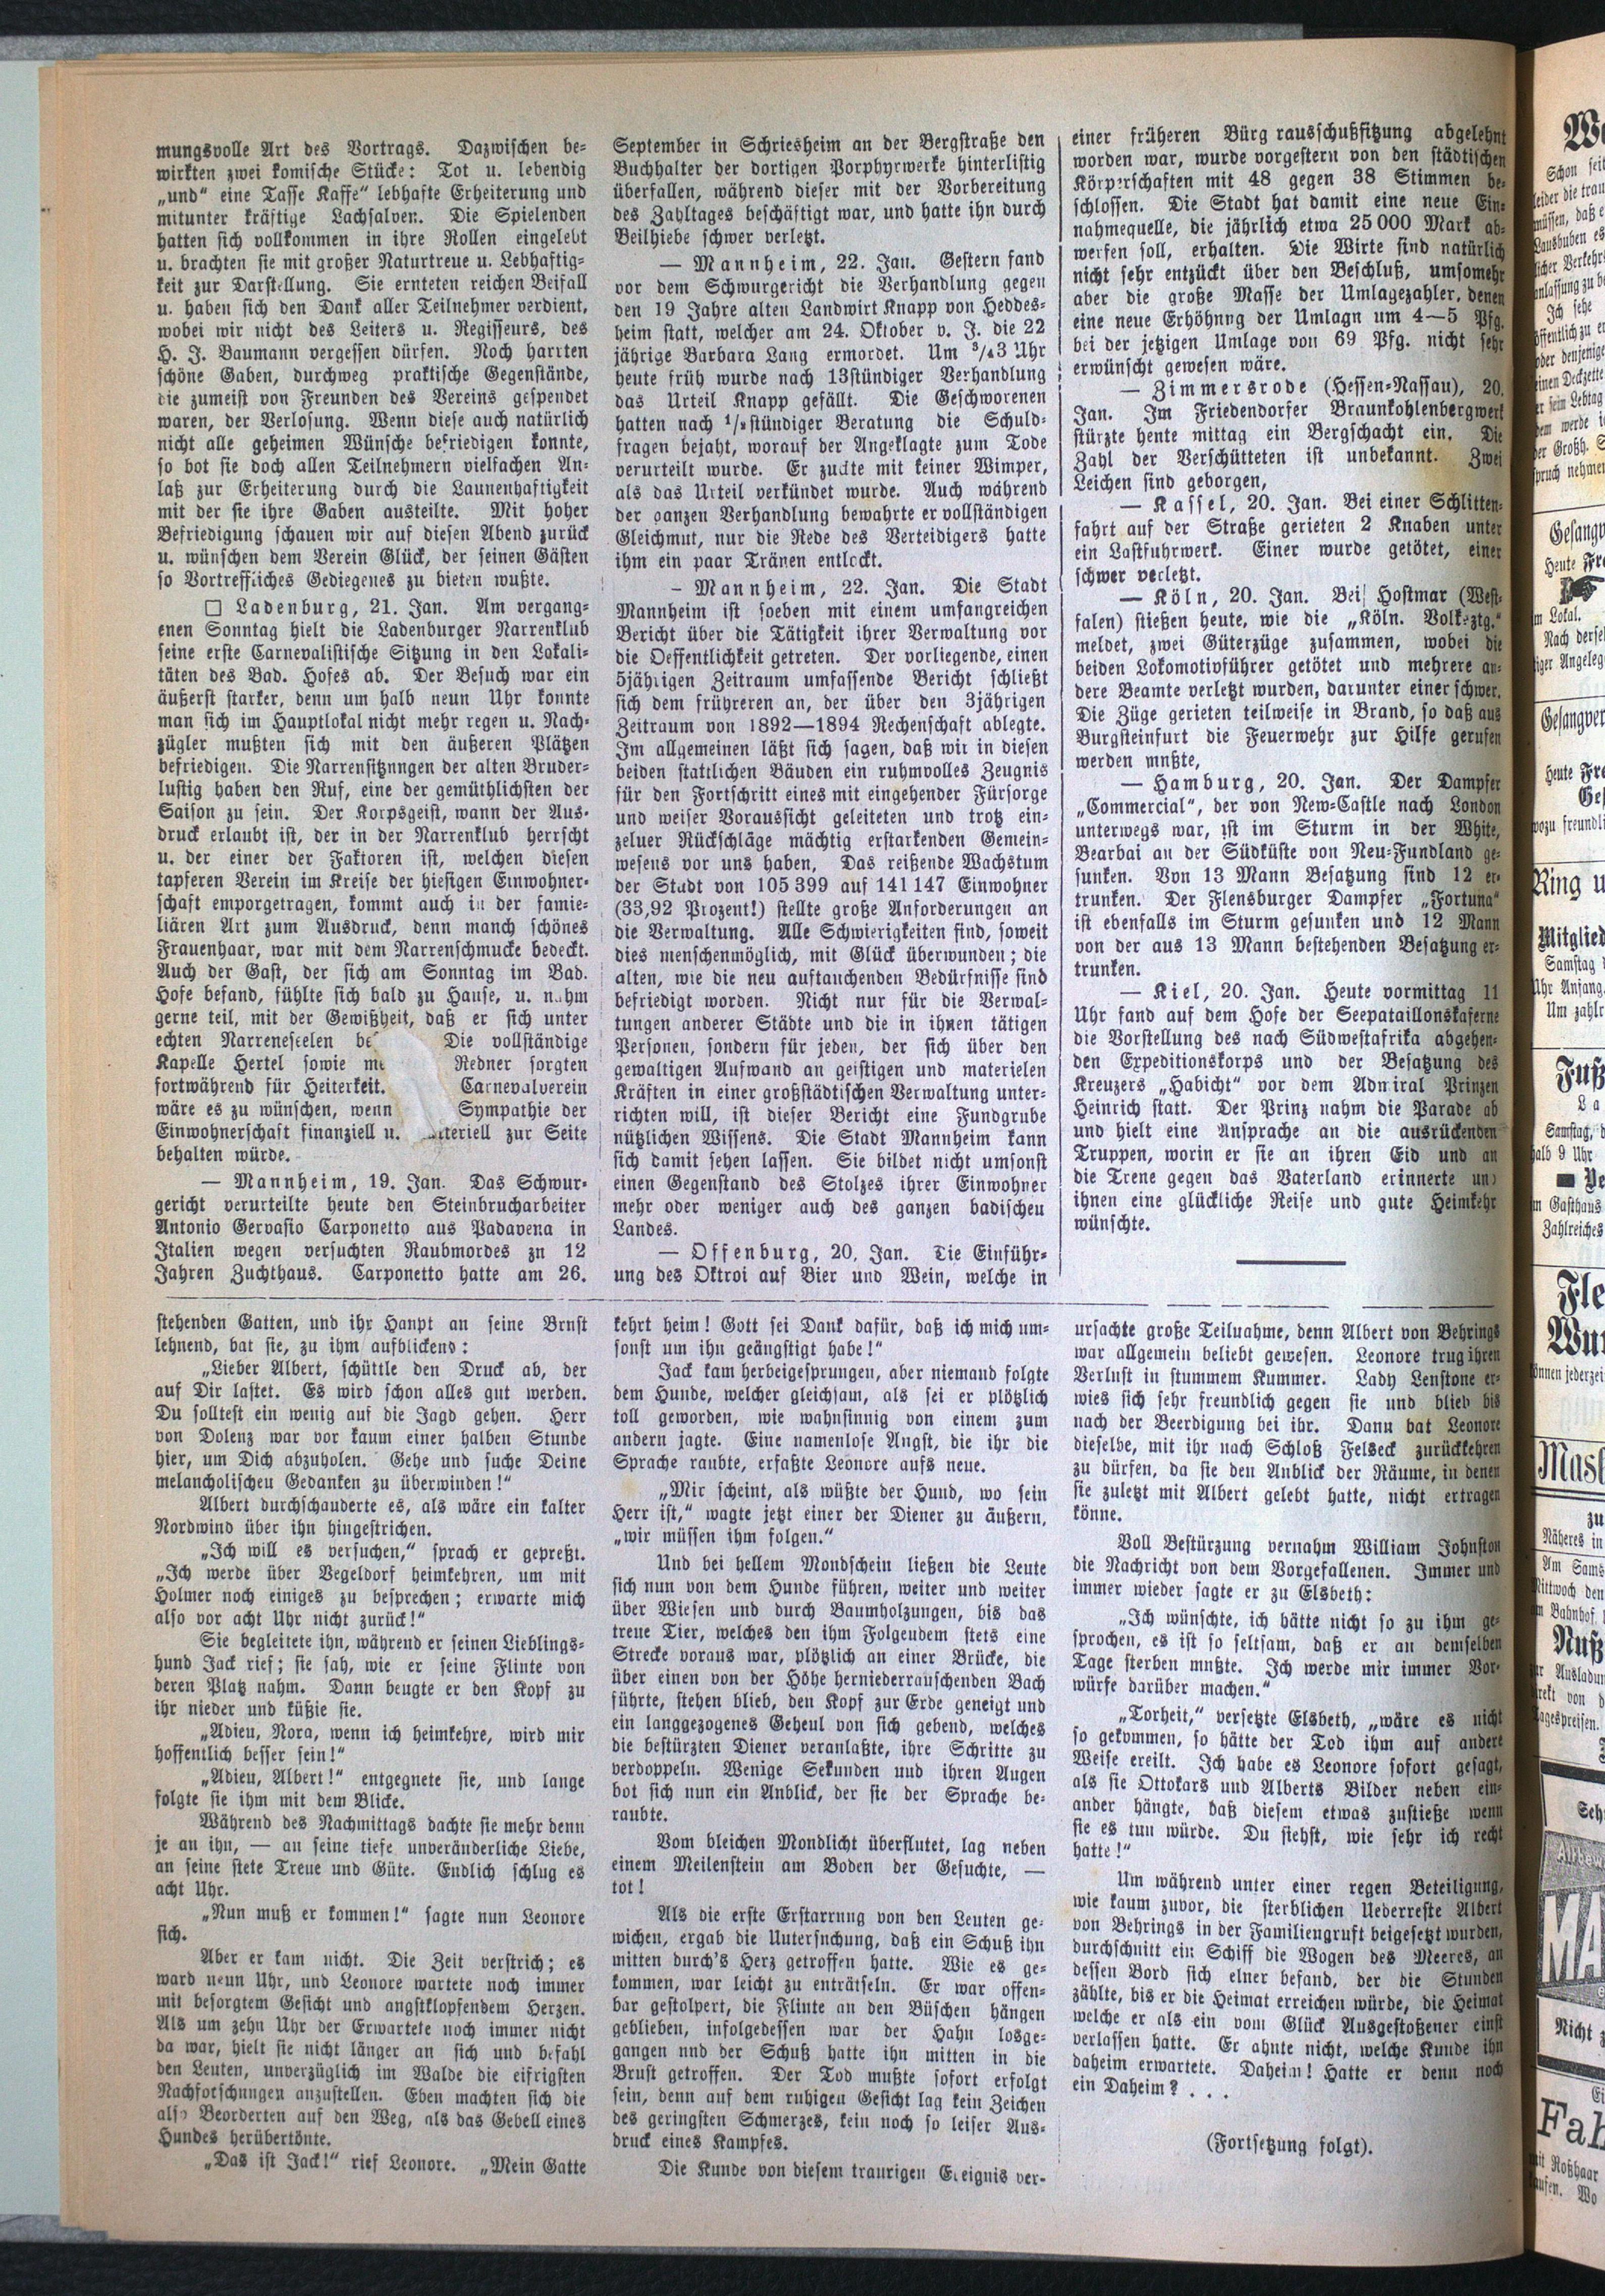 mungsvolle Art des Vortrags. Dazwischen be-
wirkten zwei komische Stücke: Tot u. lebendig
„und“ eine Tasse Kaffe“ lebhafte Erheiterung und
mitunter kräftige Lachsalven. Die Spielenden
hatten sich vollkommen in ihre Rollen eingelebt
u. brachten sie mit großer Naturtreue u. Lebhaftig-
keit zur Darstellung. Sie ernteten reichen Beifall
u. haben sich den Dank aller Teilnehmer verdient,
wobei wir nicht des Leiters u. Regisseurs, des
H. J. Baumann vergessen dürfen. Noch harrten
schöne Gaben, durchweg praktische Gegenstände,
die zumeist von Freunden des Vereins gespendet
waren, der Verlosung. Wenn diese auch natürlich
nicht alle geheimen Wünsche befriedigen konnte,
so bot sie doch allen Teilnehmern vielfachen An-
laß zur Erheiterung durch die Launenhaftigkeit
mit der sie ihre Gaben austeilte. Mit hoher
Befriedigung schauen wir auf diesen Abend zurück
u. wünschen dem Verein Glück, der seinen Gästen
so Vortreffliches Gediegenes zu bieten wußte.
□ Ladenburg, 21. Jan. Am vergang-
enen Sonntag hielt die Ladenburger Narrenklub
seine erste Carnevalistische Sitzung in den Lokali-
täten des Bad. Hofes ab. Der Besuch war ein
äußerst starker, denn um halb neun Uhr konnte
man sich im Hauptlokal nicht mehr regen u. Nach-
zügler mußten sich mit den äußeren Plätzen
befriedigen. Die Narrensitznngen der alten Bruder-
lustig haben den Ruf, eine der gemüthlichsten der
Saison zu sein. Der Korpsgeist, wann der Aus-
druck erlaubt ist, der in der Narrenklub herrscht
u. der einer der Faktoren ist, welchen diesen
tapferen Verein im Kreise der hiesigen Einwohner-
schaft emporgetragen, kommt auch in der famie-
liären Art zum Ausdruck, denn manch schönes
Frauenhaar, war mit dem Narrenschmucke bedeckt.
Auch der Gast, der sich am Sonntag im Bad.
Hofe befand, fühlte sich bald zu Hause, u. nahm
gerne teil, mit der Gewißheit, daß er sich unter
echten Narrenseelen be Die vollständige
Kapelle Hertel sowie me Redner sorgten
fortwährend für Heiterkeit. Carnevalverein
wäre es zu wünschen, wenn Sympathie der
Einwohnerschaft finanziell u. teriell zur Seite
behalten würde.
— Mannheim, 19. Jan. Das Schwur-
gericht verurteilte heute den Steinbrucharbeiter
Antonio Gervasio Carponetto aus Padavena in
Italien wegen versuchten Raubmordes zu 12
Jahren Zuchthaus. Carponetto hatte am 26.
September in Schriesheim an der Bergstraße den
Buchhalter der dortigen Porphyrwerke hinterlistig
überfallen, während dieser mit der Vorbereitung
des Zahltages beschäftigt war, und hatte ihn durch
Beilhiebe schwer verletzt.
— Mannheim, 22. Jan. Gestern fand
vor dem Schwurgericht die Verhandlung gegen
den 19 Jahre alten Landwirt Knapp von Heddes-
heim statt, welcher am 24. Oktober v. J. die 22
jährige Barbara Lang ermordet. Um 3/43 Uhr
heute früh wurde nach 13stündiger Verhandlung
das Urteil Knapp gefällt. Die Geschworenen
hatten nach 1/2stündiger Beratung die Schuld-
fragen bejaht, worauf der Angeklagte zum Tode
verurteilt wurde. Er zuckte mit keiner Wimper,
als das Urteil verkündet wurde. Auch während
der ganzen Verhandlung bewahrte er vollständigen
Gleichmut, nur die Rede des Verteidigers hatte
ihm ein paar Tränen entlockt.
– Mannheim, 22. Jan. Die Stadt
Mannheim ist soeben mit einem umfangreichen
Bericht über die Tätigkeit ihrer Verwaltung vor
die Oeffentlichkeit getreten. Der vorliegende, einen
5jährigen Zeitraum umfassende Bericht schließt
sich dem frühreren an, der über den 3jährigen
Zeitraum von 1892—1894 Rechenschaft ablegte.
Im allgemeinen läßt sich sagen, daß wir in diesen
beiden stattlichen Bäuden ein ruhmvolles Zeugnis
für den Fortschritt eines mit eingehender Fürsorge
und weiser Voraussicht geleiteten und trotz ein-
zeluer Rückschläge mächtig erstarkenden Gemein-
wesens vor uns haben, Das reißende Wachstum
der Stadt von 105 399 auf 141 147 Einwohner
(33,92 Prozent!) stellte große Anforderungen an
die Verwaltung. Alle Schwierigkeiten sind, soweit
dies menschenmöglich, mit Glück überwunden; die
alten, wie die neu auftauchenden Bedürfnisse sind
befriedigt worden. Nicht nur für die Verwal-
tungen anderer Städte und die in ihnen tätigen
Personen, sondern für jeden, der sich über den
gewaltigen Aufwand an geistigen und materielen
Kräften in einer großstädtischen Verwaltung unter-
richten will, ist dieser Bericht eine Fundgrube
nützlichen Wissens. Die Stadt Mannheim kann
sich damit sehen lassen. Sie bildet nicht umsonst
einen Gegenstand des Stolzes ihrer Einwohner
mehr oder weniger auch des ganzen badischeu
Landes.
— Offenburg, 20, Jan. Die Einführ-
ung des Oktroi auf Bier und Wein, welche in
einer früheren Bürg rausschußsitzung abgelehnt
worden war, wurde vorgestern von den städtischen
Körperschaften mit 48 gegen 38 Stimmen be-
schlossen. Die Stadt hat damit eine neue Ein-
nahmequelle, die jährlich etwa 25 000 Mark ab-
werfen soll, erhalten. Die Wirte sind natürlich
nicht sehr entzückt über den Beschluß, umsomehr
aber die große Masse der Umlagezahler, denen
eine neue Erhöhnng der Umlagn um 4—5 Pfg.
bei der jetzigen Umlage von 69 Pfg. nicht sehr
erwünscht gewesen wäre.
— Zimmersrode (Hessen-Nassau), 20.
Jan. Im Friedendorfer Braunkohlenbergwerk
stürzte hente mittag ein Bergschacht ein. Die
Zahl der Verschütteten ist unbekannt. Zwei
Leichen sind geborgen,
— Kassel, 20. Jan. Bei einer Schlitten-
fahrt auf der Straße gerieten 2 Knaben unter
ein Lastfuhrwerk. Einer wurde getötet, einer
schwer verletzt.
— Köln, 20. Jan. Bei Hostmar (West-
falen) stießen heute, wie die „Köln. Volksztg.“
meldet, zwei Güterzüge zusammen, wobei die
beiden Lokomotivführer getötet und mehrere an-
dere Beamte verletzt wurden, darunter einer schwer.
Die Züge gerieten teilweise in Brand, so daß aus
Burgsteinfurt die Feuerwehr zur Hilfe gerufen
werden mnßte,
— Hamburg, 20. Jan. Der Dampfer
„Commercial“, der von New-Castle nach London
unterwegs war, ist im Sturm in der White,
Bearbai an der Südküste von Neu-Fundland ge-
sunken. Von 13 Mann Besatzung sind 12 er-
trunken. Der Flensburger Dampfer „Fortuna“
ist ebenfalls im Sturm gesunken und 12 Mann
von der aus 13 Mann bestehenden Besatzung er-
trunken.
— Kiel, 20. Jan. Heute vormittag 11
Uhr fand auf dem Hofe der Seepataillonskaserne
die Vorstellung des nach Südwestafrika abgehen-
den Expeditionskorps und der Besatzung des
Kreuzers „Habicht“ vor dem Admiral Prinzen
Heinrich statt. Der Prinz nahm die Parade ab
und hielt eine Ansprache an die ausrückenden
Truppen, worin er sie an ihren Eid und an
die Trene gegen das Vaterland erinnerte und
ihnen eine glückliche Reise und gute Heimkehr
wünschte.
stehenden Gatten, und ihr Hanpt an seine Brnst
lehnend, bat sie, zu ihm aufblickend:
„Lieber Albert, schüttle den Druck ab, der
auf Dir lastet. Es wird schon alles gut werden.
Du solltest ein wenig auf die Jagd gehen. Herr
von Dolenz war vor kaum einer halben Stunde
hier, um Dich abzuholen. Gehe und suche Deine
melancholischeu Gedanken zu überwinden!“
Albert durchschauderte es, als wäre ein kalter
Nordwind über ihn hingestrichen.
„Ich will es versuchen,“ sprach er gepreßt.
„Ich werde über Vegeldorf heimkehren, um mit
Holmer noch einiges zu besprechen; erwarte mich
also vor acht Uhr nicht zurück!“
Sie begleitete ihn, während er seinen Lieblings-
hund Jack rief; sie sah, wie er seine Flinte von
deren Platz nahm. Dann beugte er den Kopf zu
ihr nieder und küßte sie.
„Adieu, Nora, wenn ich heimkehre, wird mir
hoffentlich besser sein!“
„Adieu, Albert!“ entgegnete sie, und lange
folgte sie ihm mit dem Blicke.
Während des Nachmittags dachte sie mehr denn
je an ihn, — an seine tiefe unveränderliche Liebe,
an seine stete Treue und Güte. Endlich schlug es
acht Uhr.
„Nun muß er kommen!“ sagte nun Leonore
sich.
Aber er kam nicht. Die Zeit verstrich; es
ward neun Uhr, und Leonore wartete noch immer
mit besorgtem Gesicht und angstklopfendem Herzen.
Als um zehn Uhr der Erwartete noch immer nicht
da war, hielt sie nicht länger an sich und befahl
den Leuten, unverzüglich im Walde die eifrigsten
Nachforschungen anzustellen. Eben machten sich die
also Beorderten auf den Weg, als das Gebell eines
Hundes herübertönte.
„Das ist Jack!“ rief Leonore. „Mein Gatte
kehrt heim! Gott sei Dank dafür, daß ich mich um-
sonst um ihn geängstigt habe!“
Jack kam herbeigesprungen, aber niemand folgte
dem Hunde, welcher gleichsam, als sei er plötzlich
toll geworden, wie wahnsinnig von einem zum
andern jagte. Eine namenlose Angst, die ihr die
Sprache raubte, erfaßte Leonore aufs neue.
„Mir scheint, als wüßte der Hund, wo sein
Herr ist,“ wagte jetzt einer der Diener zu äußern,
„wir müssen ihm folgen.“
Und bei hellem Mondschein ließen die Leute
sich nun von dem Hunde führen, weiter und weiter
über Wiesen und durch Baumholzungen, bis das
treue Tier, welches den ihm Folgendem stets eine
Strecke voraus war, plötzlich an einer Brücke, die
über einen von der Höhe herniederrauschenden Bach
führte, stehen blieb, den Kopf zur Erde geneigt und
ein langgezogenes Geheul von sich gebend, welches
die bestürzten Diener veranlaßte, ihre Schritte zu
verdoppeln. Wenige Sekunden und ihren Augen
bot sich nun ein Anblick, der sie der Sprache be-
raubte.
Vom bleichen Mondlicht überflutet, lag neben
einem Meilenstein am Boden der Gesuchte, —
tot!
Als die erste Erstarrung von den Leuten ge-
wichen, ergab die Untersuchung, daß ein Schuß ihn
mitten durch's Herz getroffen hatte. Wie es ge-
kommen, war leicht zu enträtseln. Er war offen-
bar gestolpert, die Flinte an den Büschen hängen
geblieben, infolgedessen war der Hahn losge-
gangen nnd der Schuß hatte ihn mitten in die
Brust getroffen. Der Tod mußte sofort erfolgt
sein, denn auf dem ruhigen Gesicht lag kein Zeichen
des geringsten Schmerzes, kein noch so leiser Aus-
druck eines Kampfes.
Die Kunde von diesem traurigen Ereignis ver-
ursachte große Teilnahme, denn Albert von Behrings
war allgemein beliebt gewesen. Leonore trug ihren
Verlust in stummem Kummer. Lady Lenstone er-
wies sich sehr freundlich gegen sie und blieb bis
nach der Beerdigung bei ihr. Dann bat Leonore
dieselbe, mit ihr nach Schloß Felseck zurückkehren
zu dürfen, da sie den Anblick der Räume, in denen
sie zuletzt mit Albert gelebt hatte, nicht ertragen
könne.
Voll Bestürzung vernahm William Johnston
die Nachricht von dem Vorgefallenen. Immer und
immer wieder sagte er zu Elsbeth:
„Ich wünschte, ich hätte nicht so zu ihm ge-
sprochen, es ist so seltsam, daß er an demselben
Tage sterben mnßte. Ich werde mir immer Vor-
würfe darüber machen.“
„Torheit,“ versetzte Elsbeth, „wäre es nicht
so gekommen, so hätte der Tod ihm auf andere
Weise ereilt. Ich habe es Leonore sofort gesagt,
als sie Ottokars und Alberts Bilder neben ein-
ander hängte, daß diesem etwas zustieße wenn
sie es tun würde. Du siehst, wie sehr ich recht
hatte!“
Um während unter einer regen Beteiligung,
wie kaum zuvor, die sterblichen Ueberreste Albert
von Behrings in der Familiengruft beigesetzt wurden,
durchschnitt ein Schiff die Wogen des Meeres, an
dessen Bord sich elner befand, der die Stunden
zählte, bis er die Heimat erreichen würde, die Heimat
welche er als ein vom Glück Ausgestoßener einst
verlassen hatte. Er ahnte nicht, welche Kunde ihn
daheim erwartete. Daheim! Hatte er denn noch
ein Daheim? . . .
(Fortsetzung folgt).
Schon seit
Heute
im Lokal.
Nach
Heute
Ring
Mitglied
Samstag
Uhr Anfang.
Samstag,
halb 9 Uhr
Näheres in
Am Sams
Mittwoch den
MA
Nicht